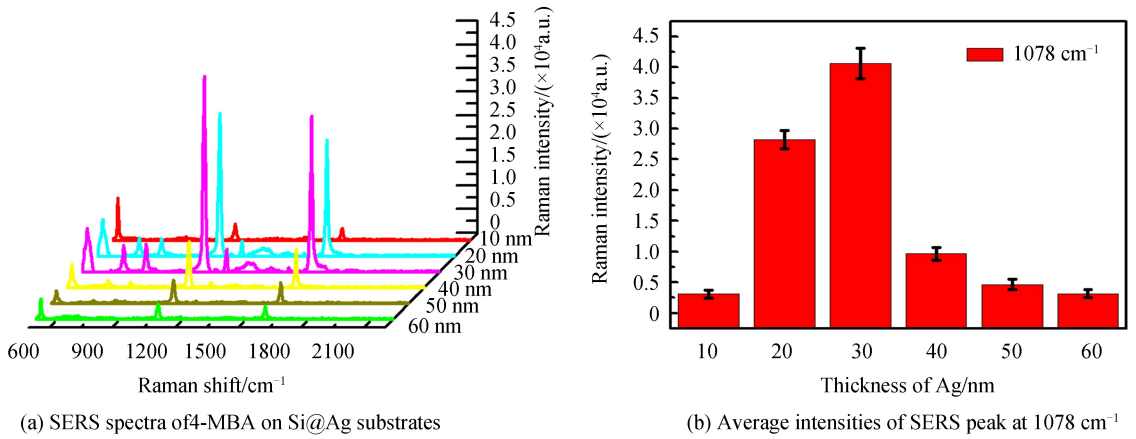 4.5
4.0
3.5
3.0
2.5
2.0
1.5
1.0
0.5
0
Raman intensity/(×10⁴a.u.)
10 nm
20 nm
30 nm
40 nm
50 nm
60 nm
600 900 1200 1500 1800 2100
Raman shift/cm⁻¹
(a) SERS spectra of4-MBA on Si@Ag substrates
4.5
4.0
3.5
3.0
2.5
2.0
1.5
1.0
0.5
0
Raman intensity/(×10⁴a.u.)
1078 cm⁻¹
10 20 30 40 50 60
Thickness of Ag/nm
(b) Average intensities of SERS peak at 1078 cm⁻¹